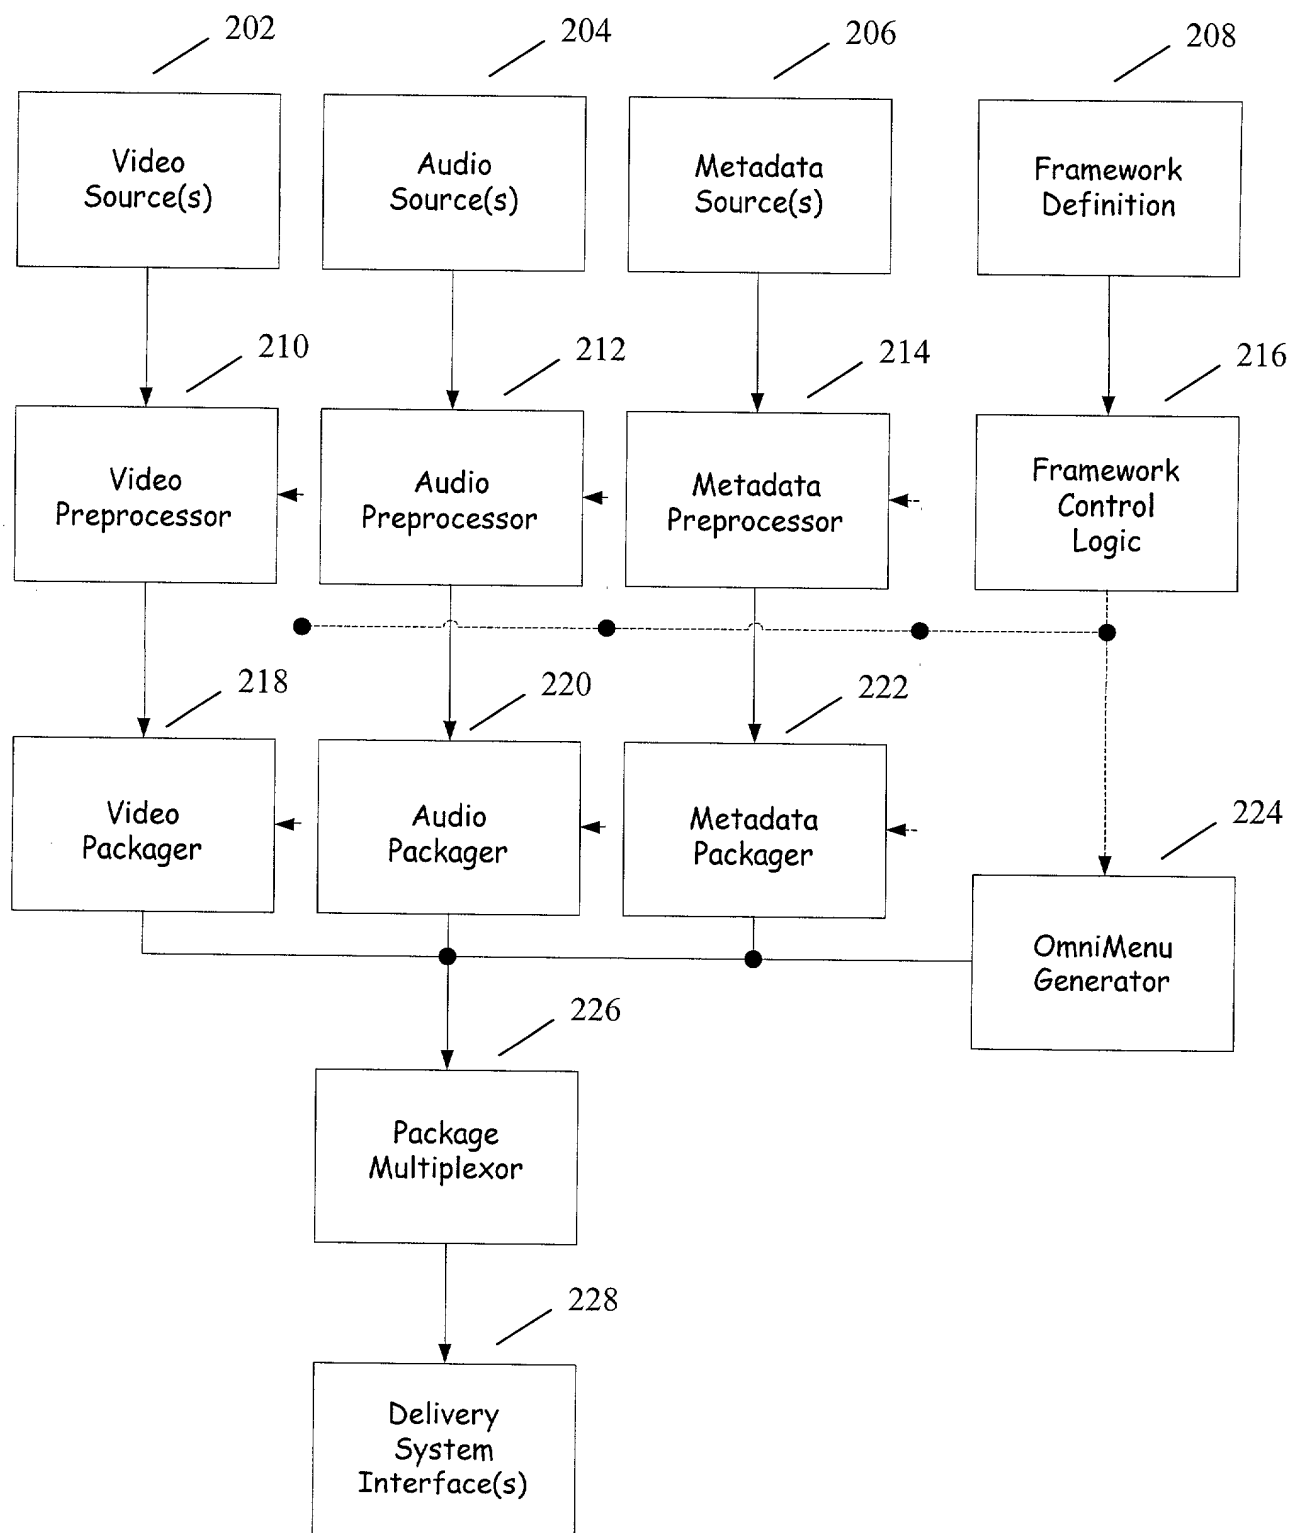 202
204
206
208
Video
Source(s)
Audio
Source(s)
Metadata
Source(s)
Framework
Definition
210
212
214
216
Video
Preprocessor
Audio
Preprocessor
Metadata
Preprocessor
Framework
Control
Logic
218
220
222
224
Video
Packager
Audio
Packager
Metadata
Packager
OmniMenu
Generator
226
Package
Multiplexor
228
Delivery
System
Interface(s)